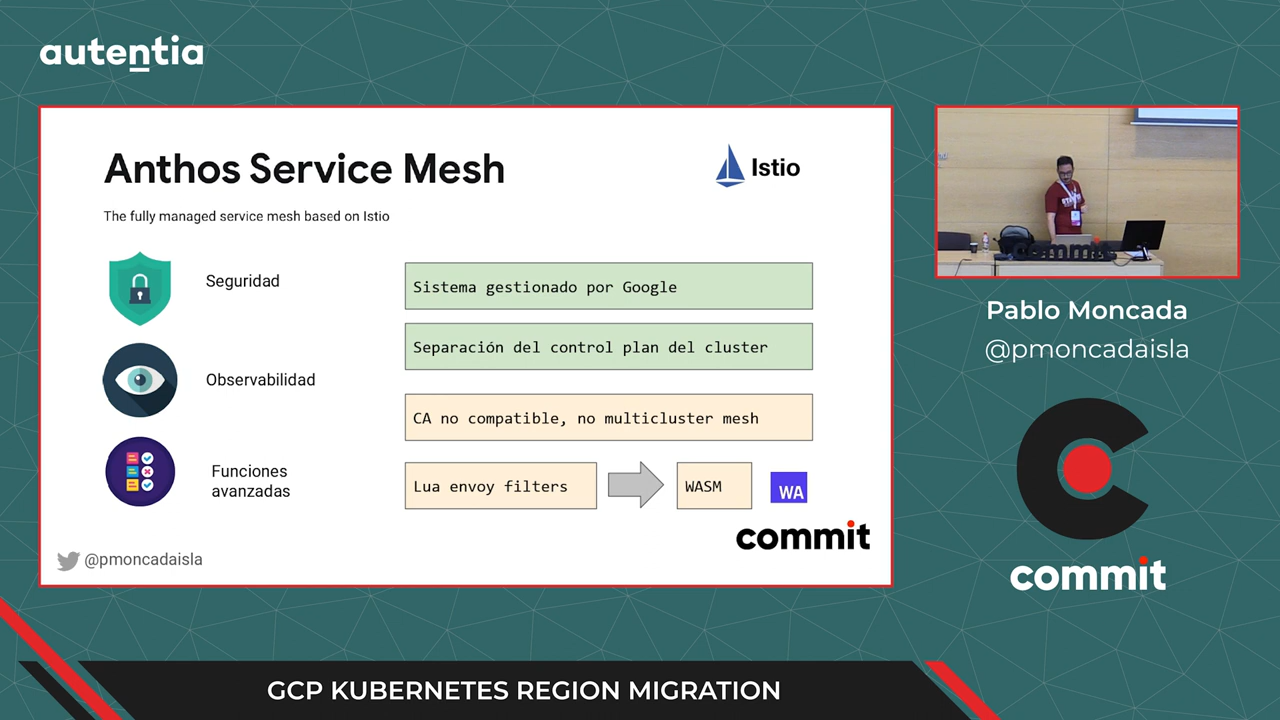 autentia
Anthos Service Mesh
Istio
The fully managed service mesh based on Istio
Seguridad
Sistema gestionado por Google
Separación del control plan del cluster
Observabilidad
CA no compatible, no multicluster mesh
Funciones
avanzadas
Lua envoy filters
WASM
WA
commit
@pmoncadaisla
commit
Pablo Moncada
@pmoncadaisla
commit
GCP KUBERNETES REGION MIGRATION